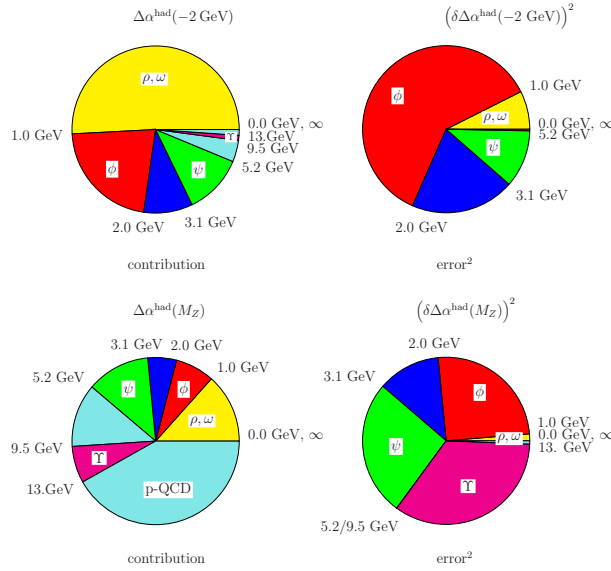 Δα^had(−2 GeV)
ρ, ω
0.0 GeV, ∞
13.GeV
Υ
9.5 GeV
5.2 GeV
ψ
3.1 GeV
2.0 GeV
ϕ
1.0 GeV
contribution
(δΔα^had(−2 GeV))^2
1.0 GeV
ρ, ω
0.0 GeV, ∞
5.2 GeV
ψ
3.1 GeV
2.0 GeV
ϕ
error^2
Δα^had(M_Z)
3.1 GeV
2.0 GeV
1.0 GeV
ϕ
ψ
5.2 GeV
ρ, ω
0.0 GeV, ∞
9.5 GeV
Υ
13.GeV
p-QCD
contribution
(δΔα^had(M_Z))^2
2.0 GeV
3.1 GeV
ϕ
1.0 GeV
ρ, ω
0.0 GeV, ∞
13. GeV
ψ
Υ
5.2/9.5 GeV
error^2